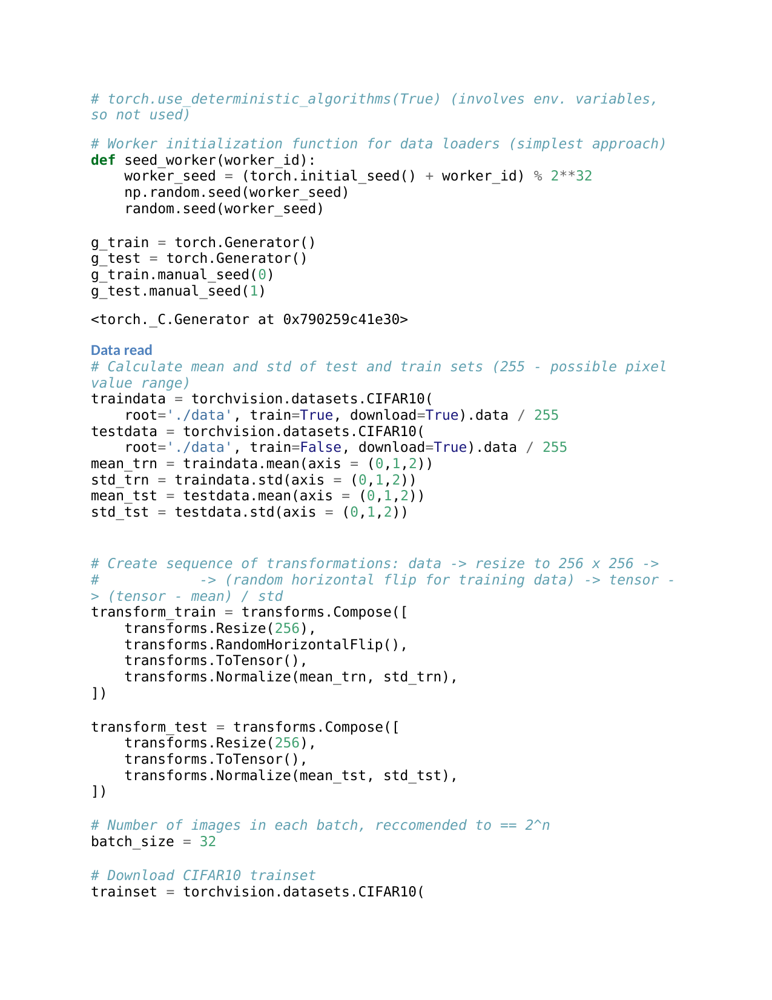 # torch.use_deterministic_algorithms(True) (involves env. variables,
so not used)
# Worker initialization function for data loaders (simplest approach)
def seed_worker(worker_id):
    worker_seed = (torch.initial_seed() + worker_id) % 2**32
    np.random.seed(worker_seed)
    random.seed(worker_seed)
g_train = torch.Generator()
g_test = torch.Generator()
g_train.manual_seed(0)
g_test.manual_seed(1)
<torch._C.Generator at 0x790259c41e30>
Data read
# Calculate mean and std of test and train sets (255 - possible pixel
value range)
traindata = torchvision.datasets.CIFAR10(
    root='./data', train=True, download=True).data / 255
testdata = torchvision.datasets.CIFAR10(
    root='./data', train=False, download=True).data / 255
mean_trn = traindata.mean(axis = (0,1,2))
std_trn = traindata.std(axis = (0,1,2))
mean_tst = testdata.mean(axis = (0,1,2))
std_tst = testdata.std(axis = (0,1,2))
# Create sequence of transformations: data -> resize to 256 x 256 ->
#            -> (random horizontal flip for training data) -> tensor -
> (tensor - mean) / std
transform_train = transforms.Compose([
    transforms.Resize(256),
    transforms.RandomHorizontalFlip(),
    transforms.ToTensor(),
    transforms.Normalize(mean_trn, std_trn),
])
transform_test = transforms.Compose([
    transforms.Resize(256),
    transforms.ToTensor(),
    transforms.Normalize(mean_tst, std_tst),
])
# Number of images in each batch, reccomended to == 2^n
batch_size = 32
# Download CIFAR10 trainset
trainset = torchvision.datasets.CIFAR10(